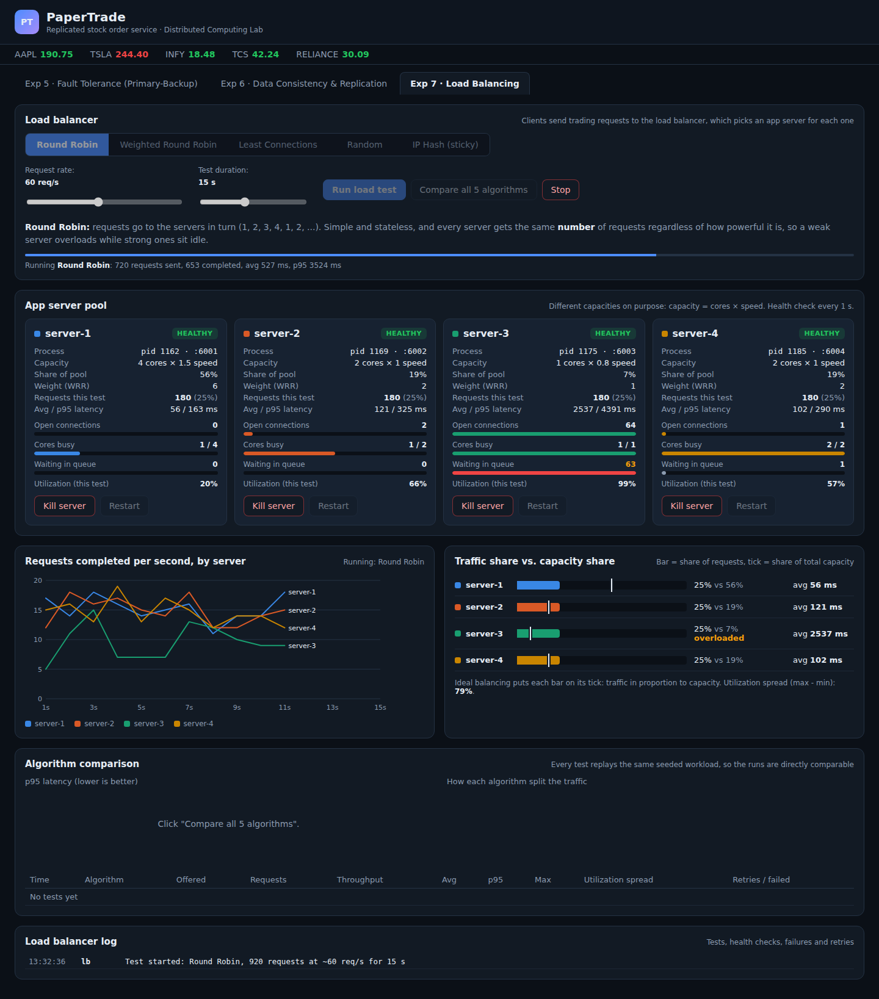 PT
PaperTrade
Replicated stock order service · Distributed Computing Lab
AAPL 190.75 TSLA 244.40 INFY 18.48 TCS 42.24 RELIANCE 30.09
Exp 5 · Fault Tolerance (Primary-Backup) Exp 6 · Data Consistency & Replication Exp 7 · Load Balancing
Load balancer
Clients send trading requests to the load balancer, which picks an app server for each one
Round Robin Weighted Round Robin Least Connections Random IP Hash (sticky)
Request rate: Test duration:
60 req/s 15 s
Run load test Compare all 5 algorithms Stop
Round Robin: requests go to the servers in turn (1, 2, 3, 4, 1, 2, ...). Simple and stateless, and every server gets the same number of requests regardless of how powerful it is, so a weak
server overloads while strong ones sit idle.
Running Round Robin: 720 requests sent, 653 completed, avg 527 ms, p95 3524 ms
App server pool
Different capacities on purpose: capacity = cores × speed. Health check every 1 s.
server-1 HEALTHY
Process pid 1162 · :6001
Capacity 4 cores × 1.5 speed
Share of pool 56%
Weight (WRR) 6
Requests this test 180 (25%)
Avg / p95 latency 56 / 163 ms
Open connections 0
Cores busy 1 / 4
Waiting in queue 0
Utilization (this test) 20%
Kill server Restart
server-2 HEALTHY
Process pid 1169 · :6002
Capacity 2 cores × 1 speed
Share of pool 19%
Weight (WRR) 2
Requests this test 180 (25%)
Avg / p95 latency 121 / 325 ms
Open connections 2
Cores busy 1 / 2
Waiting in queue 0
Utilization (this test) 66%
Kill server Restart
server-3 HEALTHY
Process pid 1175 · :6003
Capacity 1 cores × 0.8 speed
Share of pool 7%
Weight (WRR) 1
Requests this test 180 (25%)
Avg / p95 latency 2537 / 4391 ms
Open connections 64
Cores busy 1 / 1
Waiting in queue 63
Utilization (this test) 99%
Kill server Restart
server-4 HEALTHY
Process pid 1185 · :6004
Capacity 2 cores × 1 speed
Share of pool 19%
Weight (WRR) 2
Requests this test 180 (25%)
Avg / p95 latency 102 / 290 ms
Open connections 1
Cores busy 2 / 2
Waiting in queue 1
Utilization (this test) 57%
Kill server Restart
Requests completed per second, by server
Running: Round Robin
20
15
10
5
0
server-1
server-2
server-4
server-3
1s 3s 5s 7s 9s 11s 13s 15s
server-1 server-2 server-3 server-4
Traffic share vs. capacity share
Bar = share of requests, tick = share of total capacity
server-1 25% vs 56% avg 56 ms
server-2 25% vs 19% avg 121 ms
server-3 25% vs 7% avg 2537 ms
overloaded
server-4 25% vs 19% avg 102 ms
Ideal balancing puts each bar on its tick: traffic in proportion to capacity. Utilization spread (max - min):
79%.
Algorithm comparison
Every test replays the same seeded workload, so the runs are directly comparable
p95 latency (lower is better) How each algorithm split the traffic
Click "Compare all 5 algorithms".
Time Algorithm Offered Requests Throughput Avg p95 Max Utilization spread Retries / failed
No tests yet
Load balancer log
Tests, health checks, failures and retries
13:32:36 lb Test started: Round Robin, 920 requests at ~60 req/s for 15 s